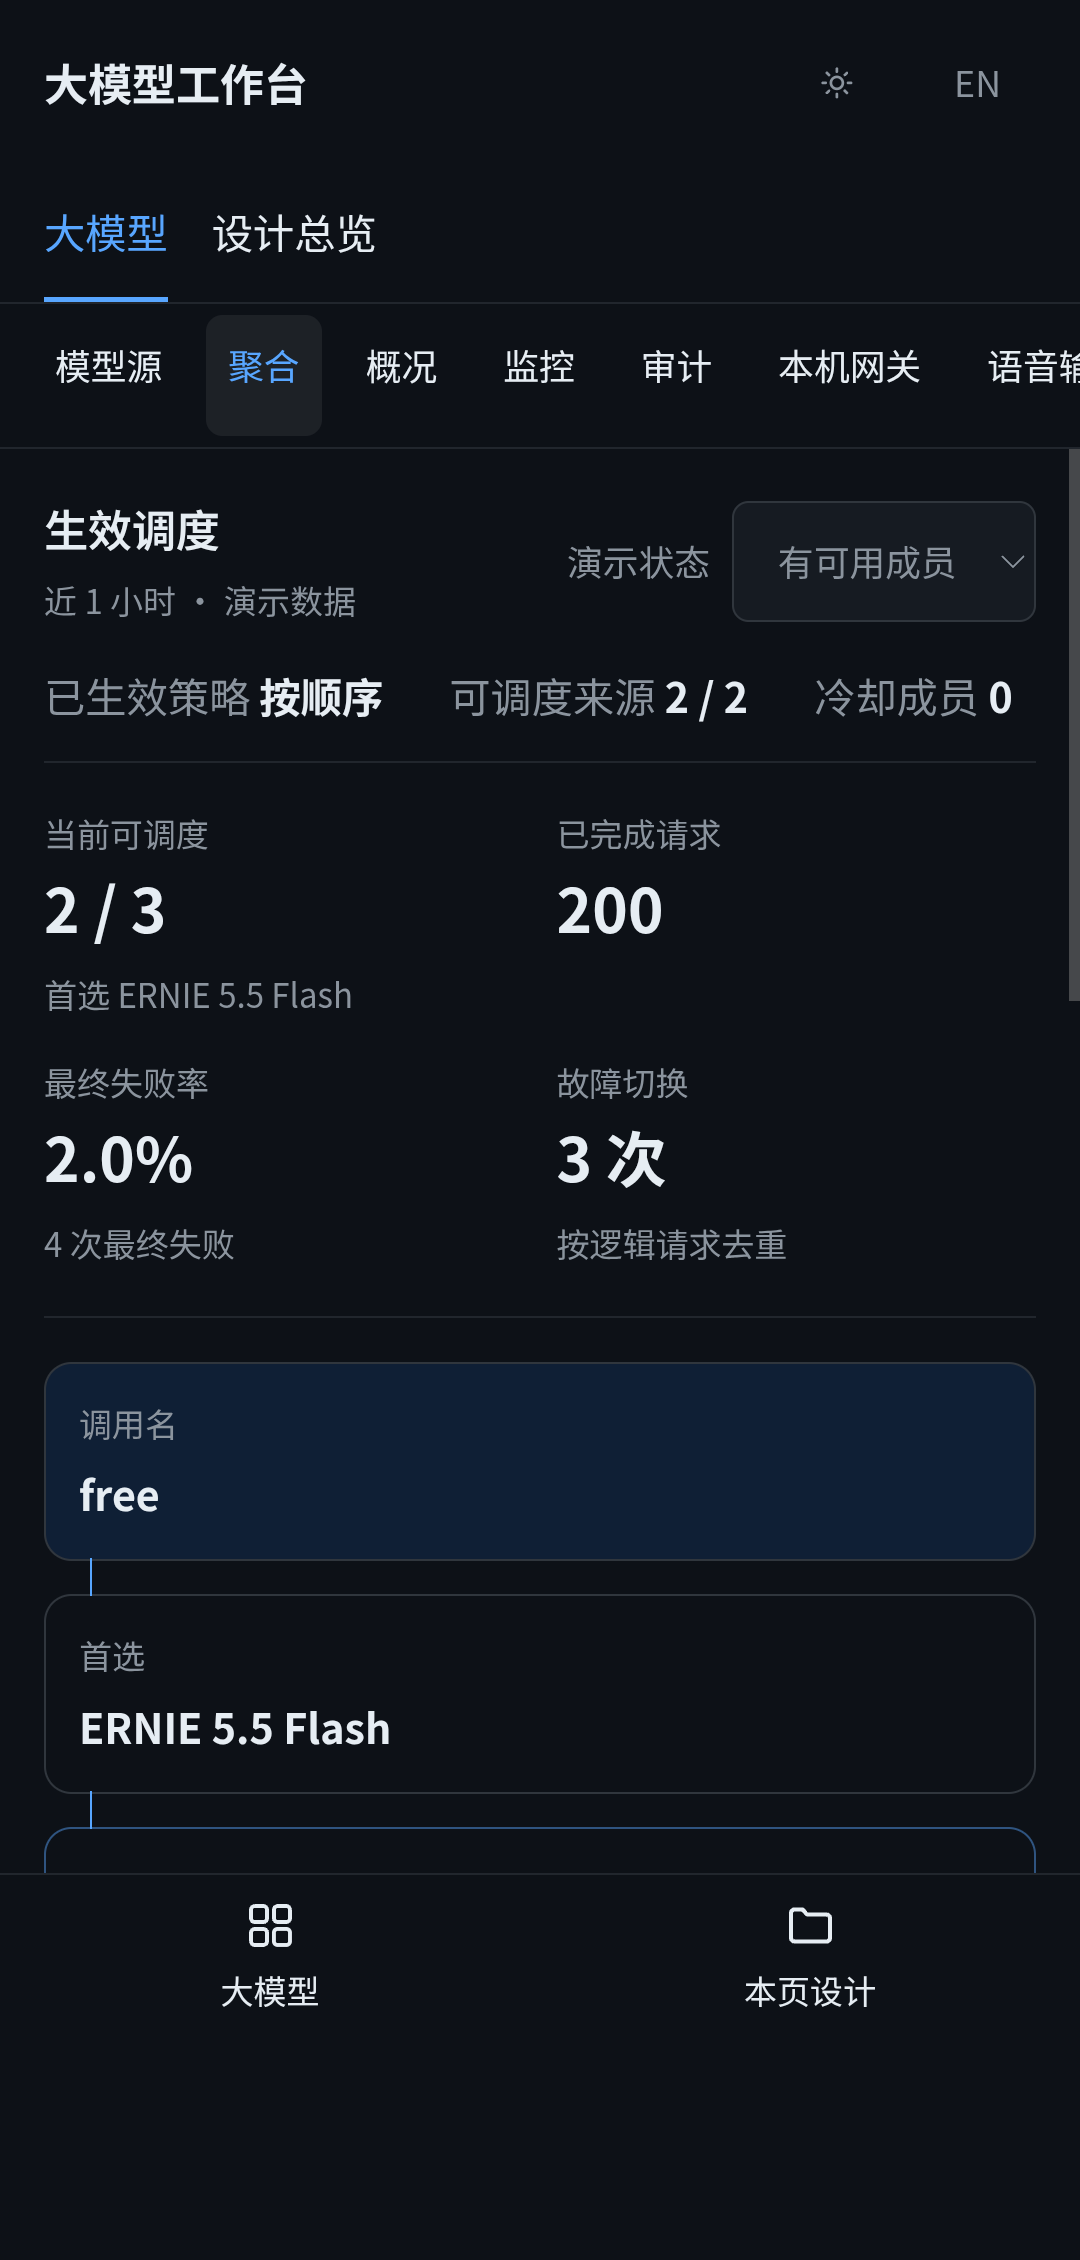 大模型工作台
EN
大模型 设计总览
模型源 聚合 概况 监控 审计 本机网关 语音输
生效调度
近 1 小时 · 演示数据
演示状态 有可用成员
已生效策略 按顺序 可调度来源 2 / 2 冷却成员 0
当前可调度
2 / 3
首选 ERNIE 5.5 Flash
已完成请求
200
最终失败率
2.0%
4 次最终失败
故障切换
3 次
按逻辑请求去重
调用名
free
首选
ERNIE 5.5 Flash
大模型
本页设计